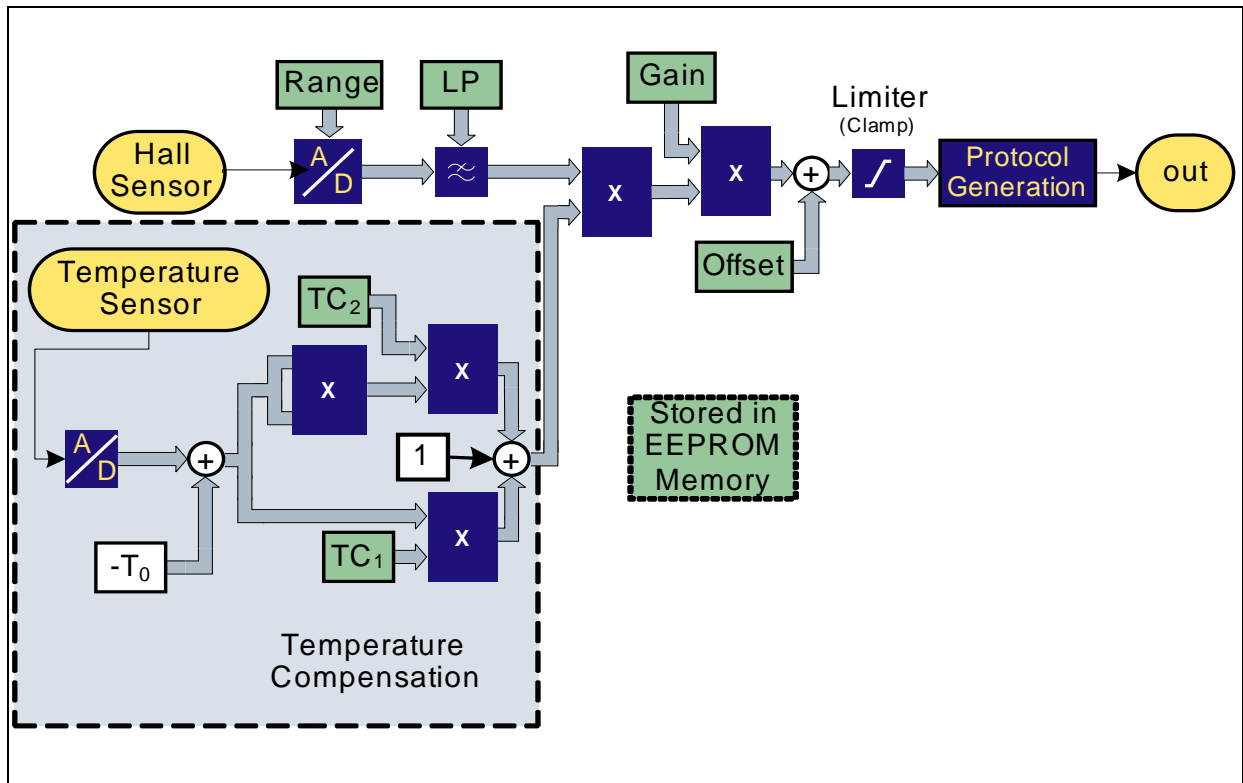 Range
LP
Gain
Limiter
(Clamp)
Hall
Sensor
A
D
X
X
Protocol
Generation
out
Offset
Temperature
Sensor
TC₂
X
X
A
D
1
-T₀
TC₁
X
Temperature
Compensation
Stored in
EEPROM
Memory